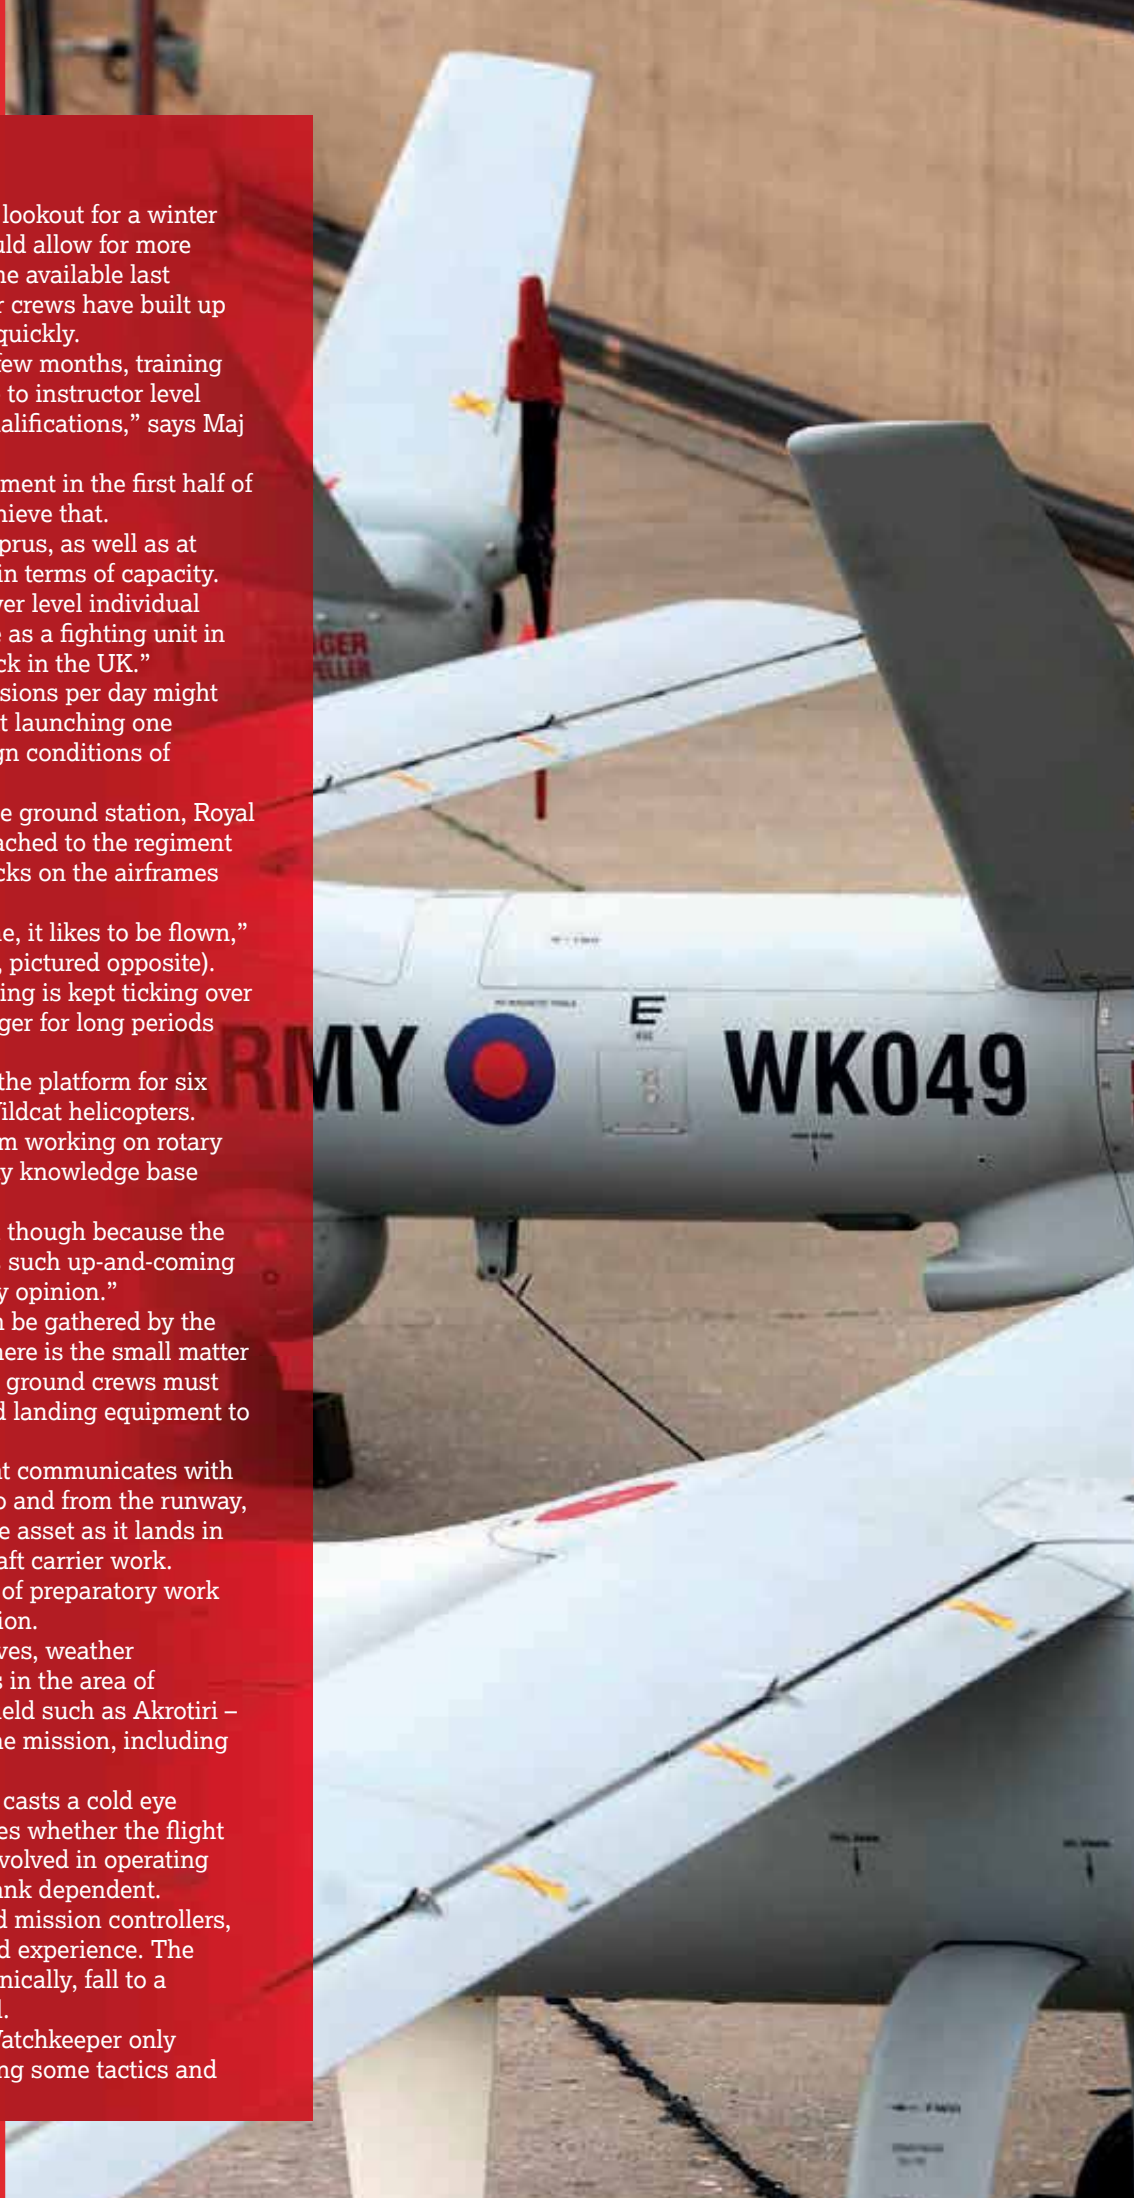 lookout for a winter
uld allow for more
ne available last
r crews have built up
quickly.
few months, training
to instructor level
alifications,” says Maj
ment in the first half of
hieve that.
prus, as well as at
in terms of capacity.
ver level individual
e as a fighting unit in
ck in the UK.”
sions per day might
t launching one
gn conditions of
e ground station, Royal
ached to the regiment
cks on the airframes
e, it likes to be flown,”
, pictured opposite).
ing is kept ticking over
ger for long periods
the platform for six
ildcat helicopters.
m working on rotary
y knowledge base
though because the
s such up-and-coming
y opinion.”
n be gathered by the
here is the small matter
ground crews must
d landing equipment to
at communicates with
o and from the runway,
e asset as it lands in
aft carrier work.
of preparatory work
ion.
ves, weather
s in the area of
ield such as Akrotiri –
he mission, including
casts a cold eye
es whether the flight
volved in operating
ank dependent.
d mission controllers,
d experience. The
nically, fall to a
l.
Watchkeeper only
ng some tactics and
DANGER
PROPELLER
E
ARMY WK049
FWD